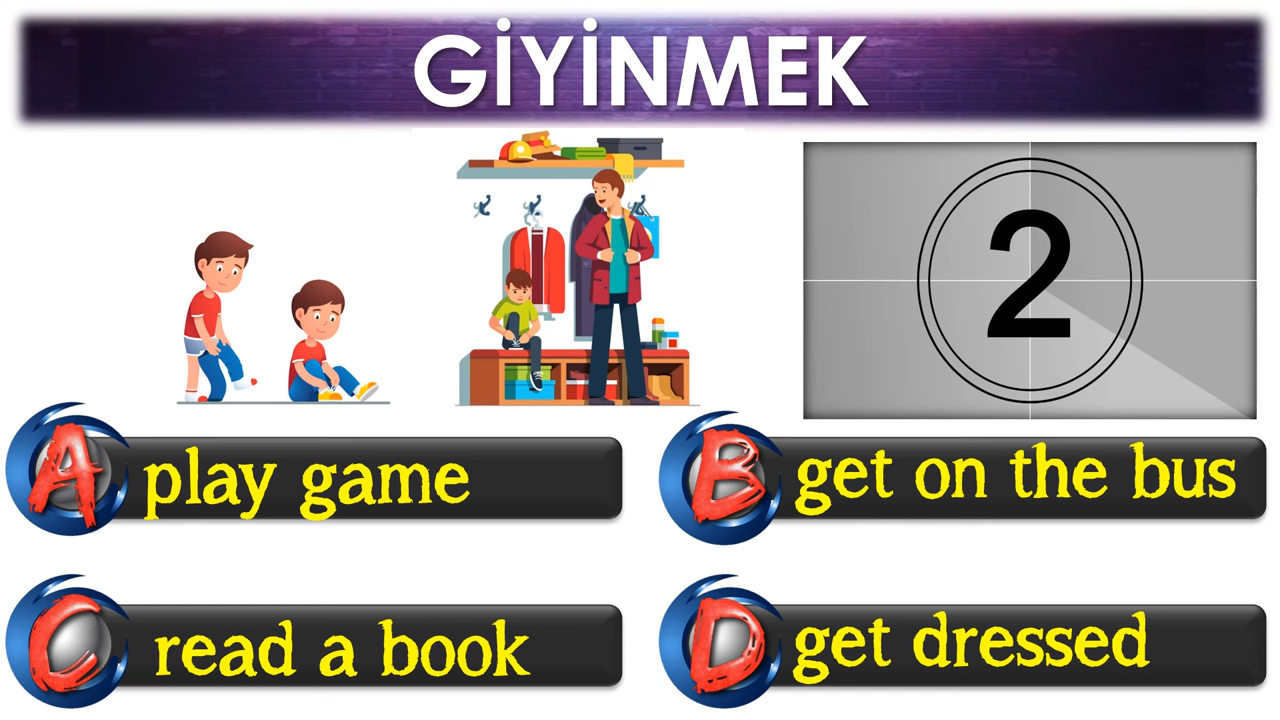 GİYİNMEK
2
A play game
B get on the bus
C read a book
D get dressed